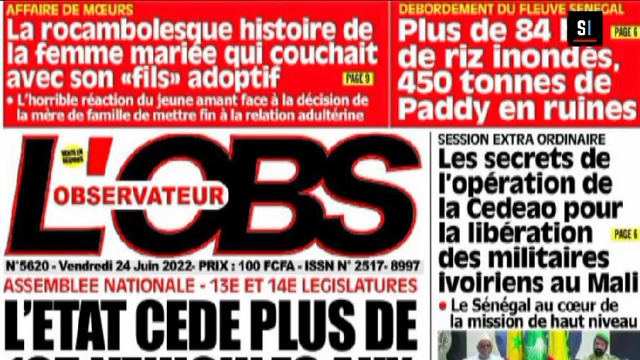 AFFAIRE DE MŒURS
La rocambolesque histoire de
la femme mariée qui couchait
avec son «fils» adoptif
PAGE 9
• L'horrible réaction du jeune amant face à la décision de
la mère de famille de mettre fin à la relation adultérine
DEBORDEMENT DU FLEUVE SENEGAL
Plus de 84
PAGE 6
SI
de riz inondés,
450 tonnes de
Paddy en ruines
L'OBS
OBSERVATEUR
N°5620 - Vendredi 24 Juin 2022- PRIX : 100 FCFA - ISSN N° 2517- 8997
ASSEMBLEE NATIONALE - 13E ET 14E LEGISLATURES
L'ETAT CEDE PLUS DE
SESSION EXTRA ORDINAIRE
Les secrets de
l'opération de
la Cedeao pour
la libération
PAGE 6
des militaires
ivoiriens au Mali
• Le Sénégal au cœur de
la mission de haut niveau